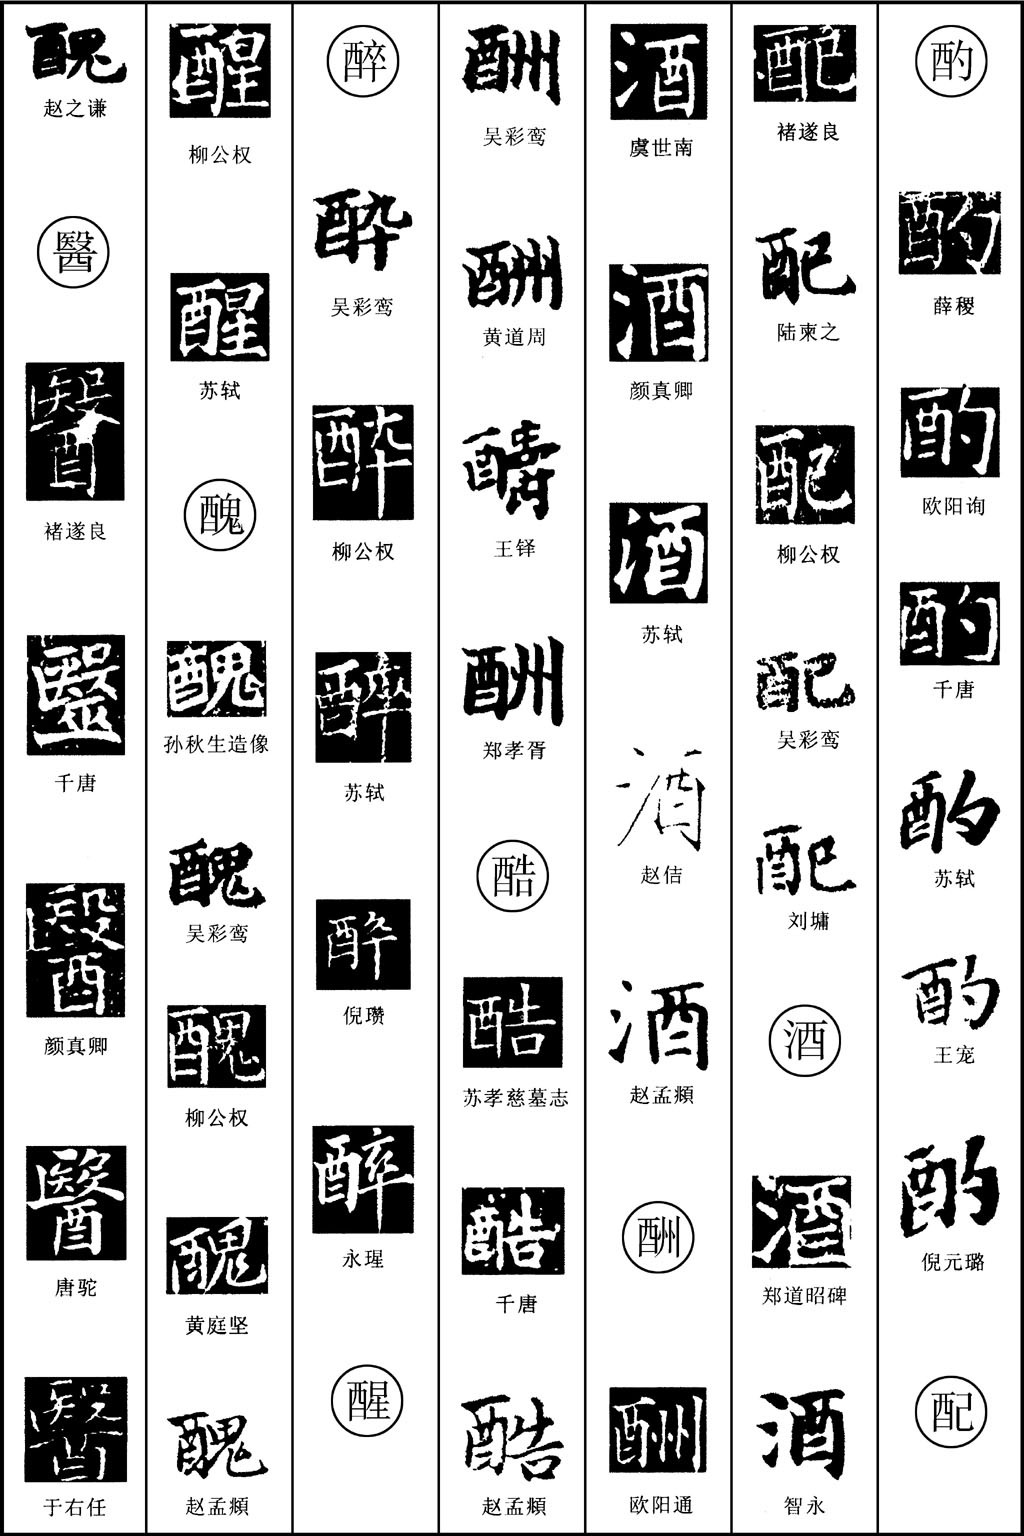 酌
酌
薛稷
酌
欧阳询
酌
千唐
酌
苏轼
酌
王宠
酌
倪元璐
配
配
褚遂良
配
陆柬之
配
柳公权
配
吴彩鸾
配
刘墉
酒
酒
郑道昭碑
酒
智永
酒
虞世南
酒
颜真卿
酒
苏轼
酒
赵佶
酒
赵孟頫
酬
酬
欧阳通
酬
吴彩鸾
酬
黄道周
醻
王铎
酬
郑孝胥
酷
酷
苏孝慈墓志
酷
千唐
酷
赵孟頫
醉
酔
吴彩鸾
酔
柳公权
醉
苏轼
酔
倪瓒
醉
永瑆
醒
醒
柳公权
醒
苏轼
醜
醜
孙秋生造像
醜
吴彩鸾
醜
柳公权
醜
黄庭坚
醜
赵孟頫
醜
赵之谦
醫
醫
褚遂良
千唐
醫
颜真卿
醫
唐驼
醫
于右任